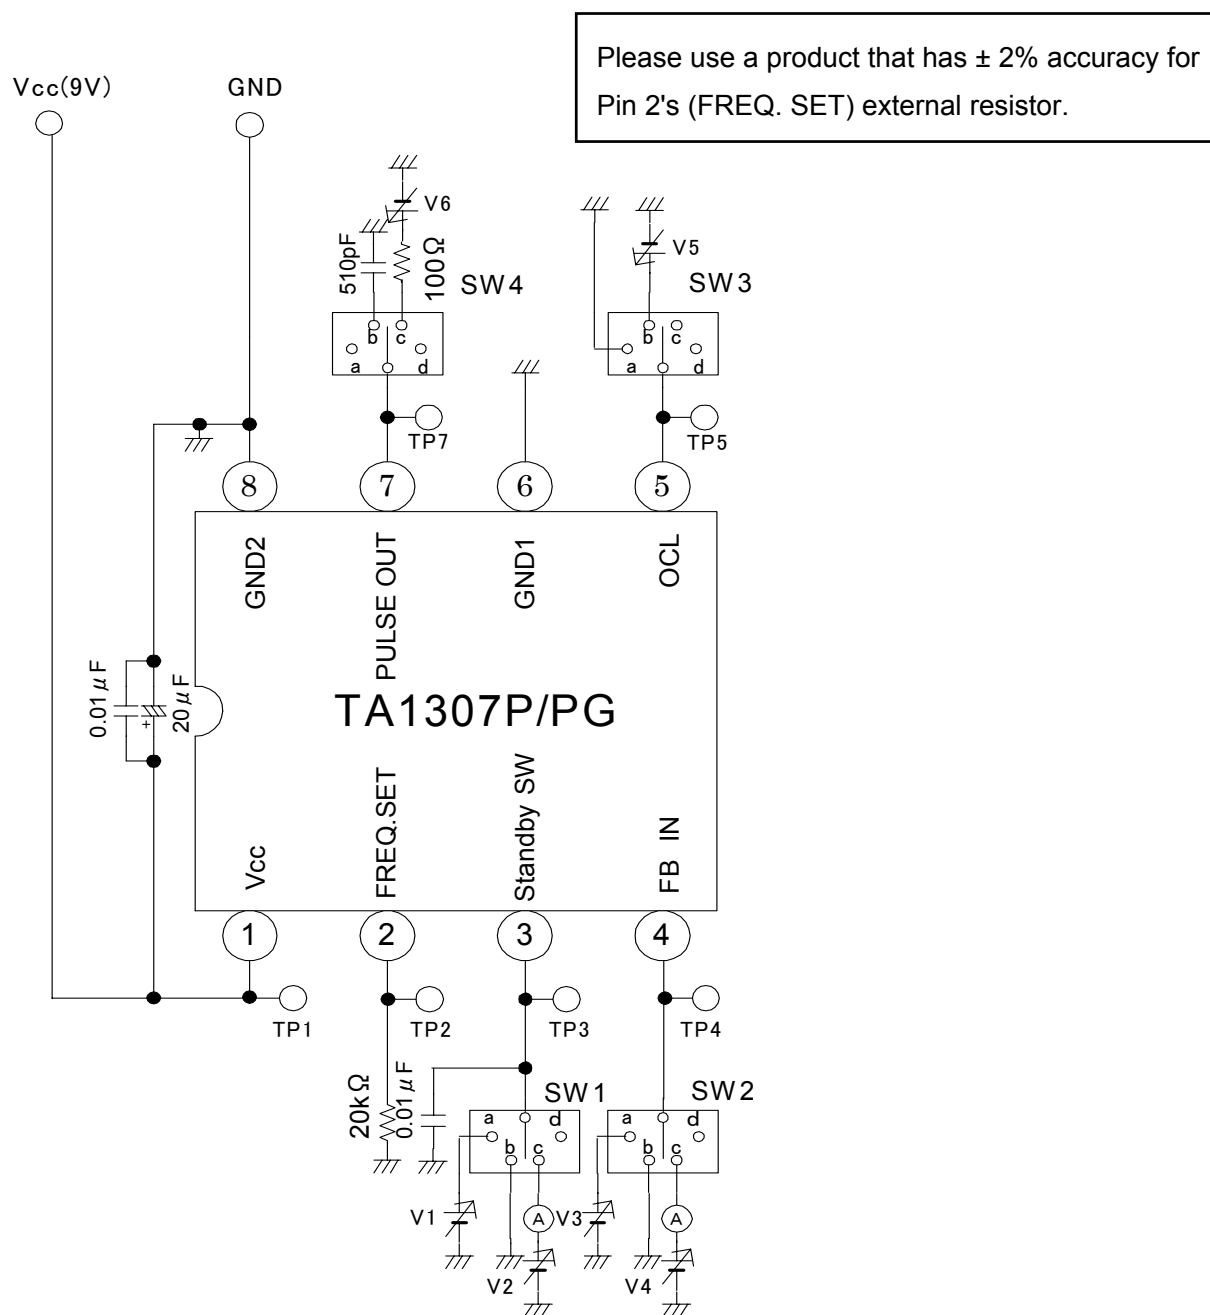 Please use a product that has ± 2% accuracy for
Pin 2's (FREQ. SET) external resistor.
Vcc(9V)
GND
V6
510pF
100Ω
SW4
b
c
a
d
TP7
V5
SW3
b
c
a
d
TP5
8
7
6
5
GND2
PULSE OUT
GND1
OCL
0.01μF
+
20μF
TA1307P/PG
Vcc
FREQ.SET
Standby SW
FB IN
1
2
3
4
TP1
TP2
TP3
TP4
20kΩ
0.01μF
SW1
a
d
b
c
SW2
a
d
b
c
V1
A
V3
A
V2
V4